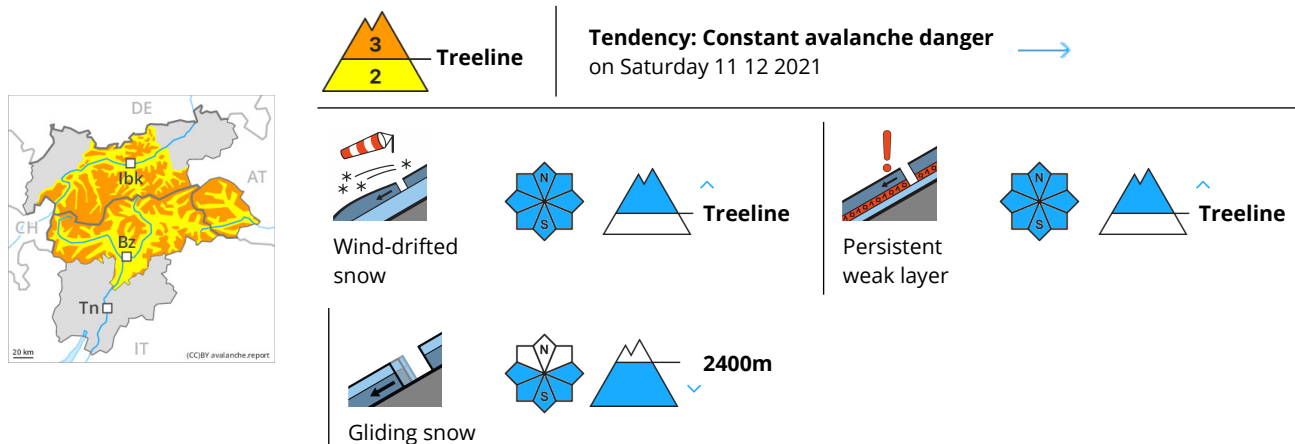 3
2
Treeline
Tendency: Constant avalanche danger
on Saturday 11 12 2021
DE
AT
CH
IT
Ibk
Bz
Tn
20 km
(CC)BY avalanche.report
N
S
Treeline
Wind-drifted
snow
N
S
Treeline
Persistent
weak layer
N
S
2400m
Gliding snow